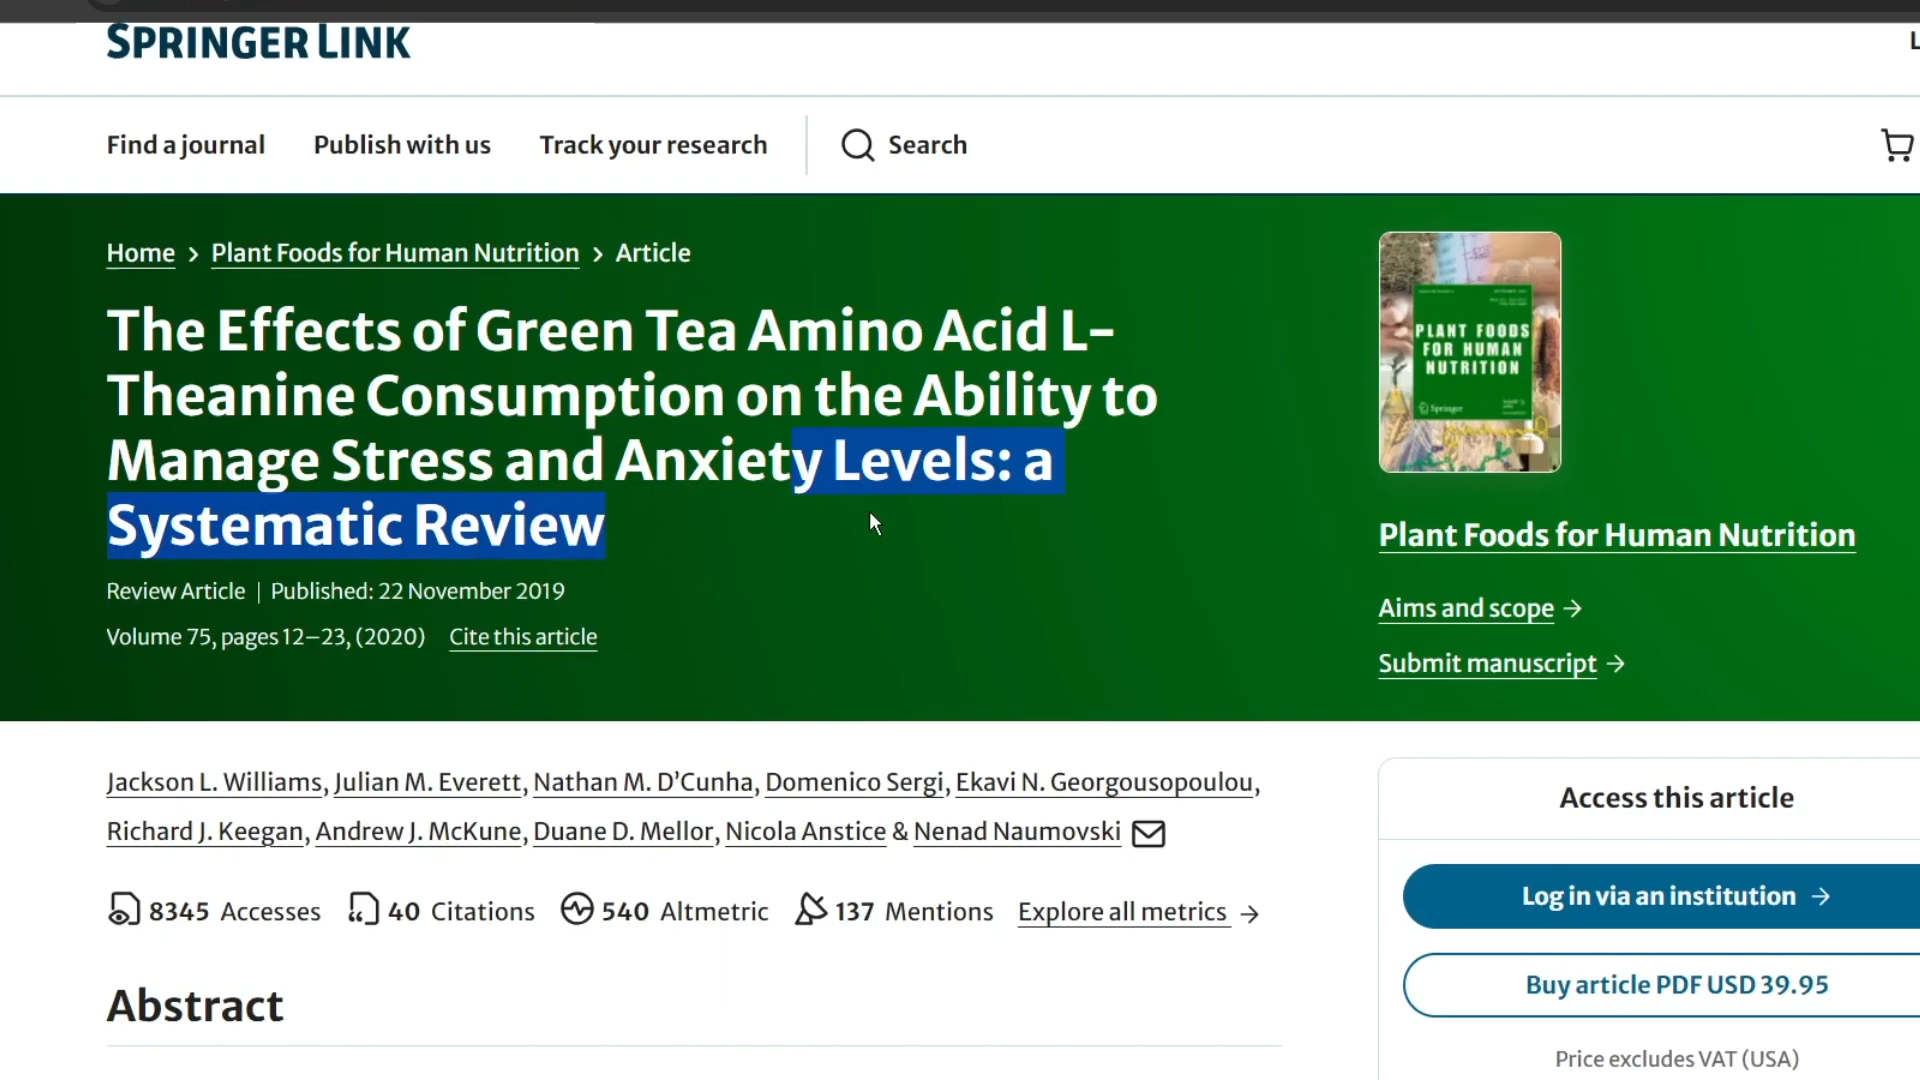 SPRINGER LINK
Find a journal
Publish with us
Track your research
Search
Home > Plant Foods for Human Nutrition > Article
The Effects of Green Tea Amino Acid L-
Theanine Consumption on the Ability to
Manage Stress and Anxiety Levels: a
Systematic Review
Review Article | Published: 22 November 2019
Volume 75, pages 12–23, (2020) Cite this article
PLANT FOODS
FOR HUMAN
NUTRITION
Springer
Plant Foods for Human Nutrition
Aims and scope →
Submit manuscript →
Jackson L. Williams, Julian M. Everett, Nathan M. D’Cunha, Domenico Sergi, Ekavi N. Georgousopoulou,
Richard J. Keegan, Andrew J. McKune, Duane D. Mellor, Nicola Anstice & Nenad Naumovski
8345 Accesses 40 Citations 540 Altmetric 137 Mentions Explore all metrics →
Abstract
Access this article
Log in via an institution →
Buy article PDF USD 39.95
Price excludes VAT (USA)